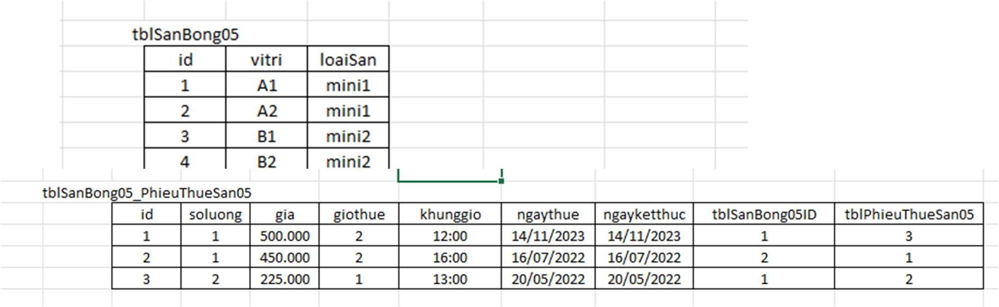 tblSanBong05
id vitrí loaiSan
1 A1 mini1
2 A2 mini1
3 B1 mini2
4 B2 mini2
tblSanBong05_PhieuThueSan05
id soluong gia giothue khunggio ngaythue ngayketthuc tblSanBong05ID tblPhieuThueSan05
1 1 500.000 2 12:00 14/11/2023 14/11/2023 1 3
2 1 450.000 2 16:00 16/07/2022 16/07/2022 2 1
3 2 225.000 1 13:00 20/05/2022 20/05/2022 1 2